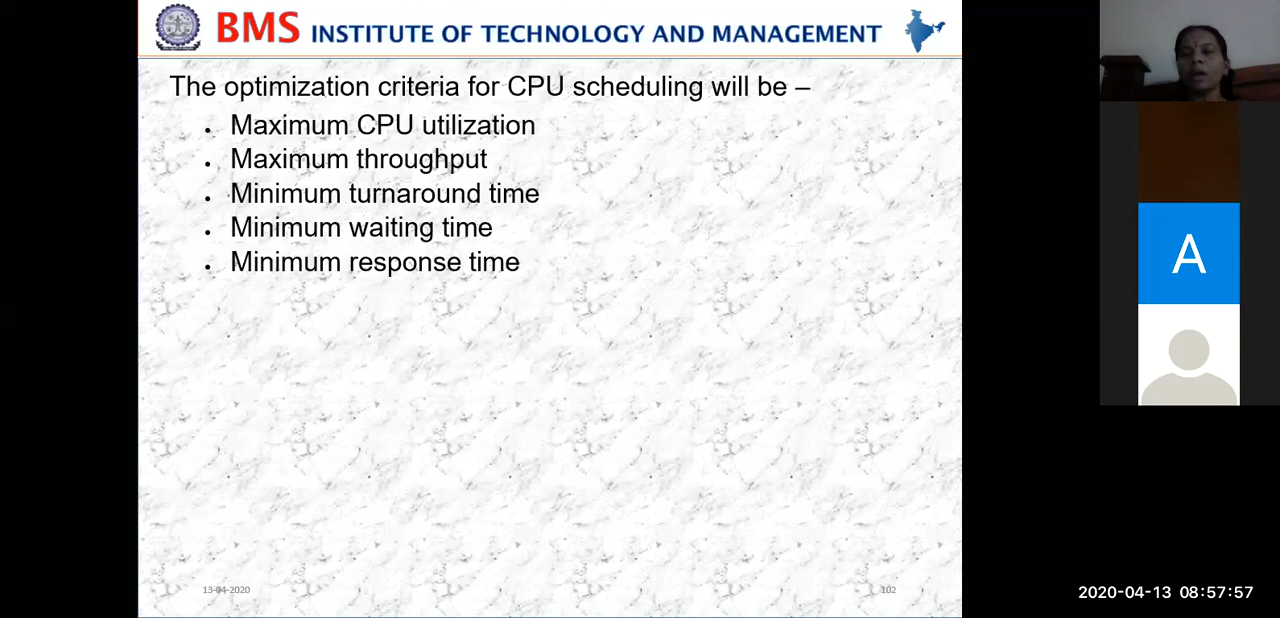 BMS INSTITUTE OF TECHNOLOGY AND MANAGEMENT
The optimization criteria for CPU scheduling will be –
• Maximum CPU utilization
• Maximum throughput
• Minimum turnaround time
• Minimum waiting time
• Minimum response time
A
13-04-2020
102
2020-04-13 08:57:57